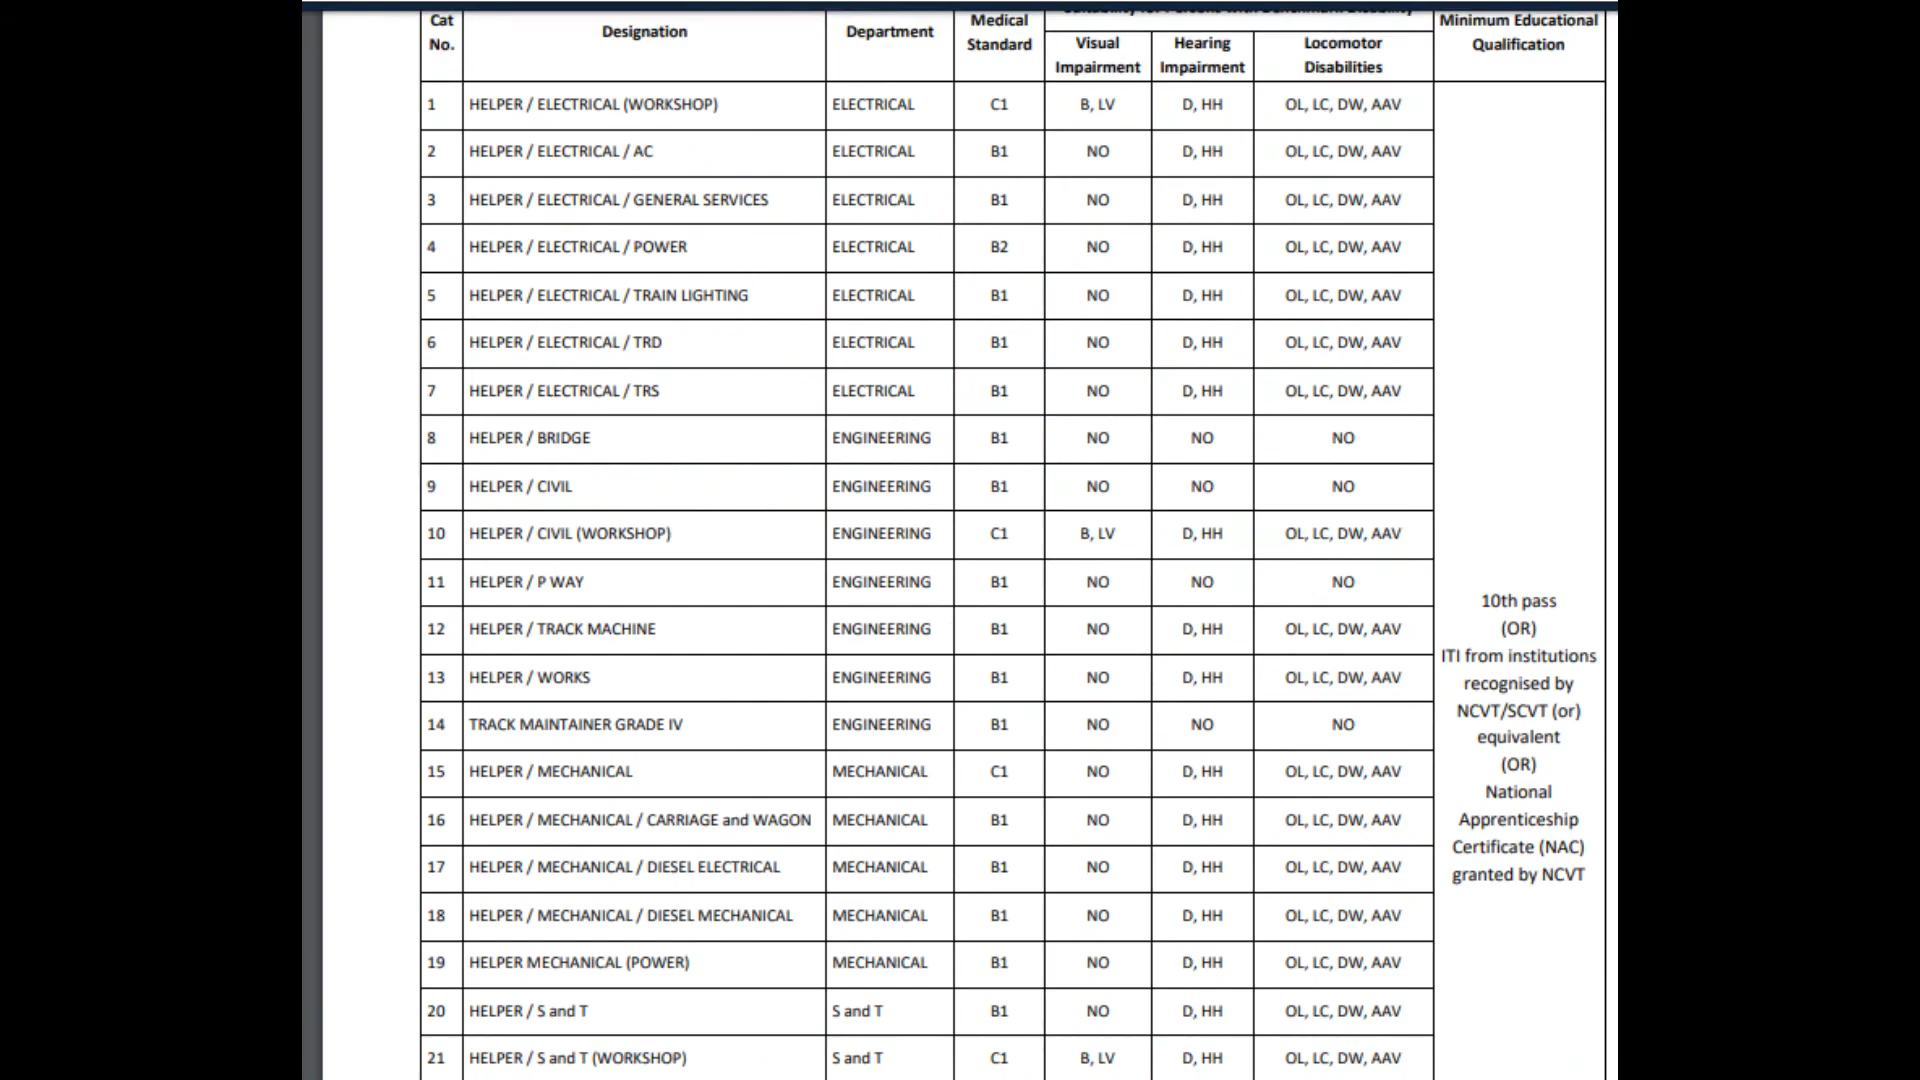 Cat No. Designation Department Medical Standard Suitability for Persons with Benchmark Disability Minimum Educational Qualification
Visual Impairment Hearing Impairment Locomotor Disabilities
1 HELPER / ELECTRICAL (WORKSHOP) ELECTRICAL C1 B, LV D, HH OL, LC, DW, AAV
2 HELPER / ELECTRICAL / AC ELECTRICAL B1 NO D, HH OL, LC, DW, AAV
3 HELPER / ELECTRICAL / GENERAL SERVICES ELECTRICAL B1 NO D, HH OL, LC, DW, AAV
4 HELPER / ELECTRICAL / POWER ELECTRICAL B2 NO D, HH OL, LC, DW, AAV
5 HELPER / ELECTRICAL / TRAIN LIGHTING ELECTRICAL B1 NO D, HH OL, LC, DW, AAV
6 HELPER / ELECTRICAL / TRD ELECTRICAL B1 NO D, HH OL, LC, DW, AAV
7 HELPER / ELECTRICAL / TRS ELECTRICAL B1 NO D, HH OL, LC, DW, AAV
8 HELPER / BRIDGE ENGINEERING B1 NO NO NO
9 HELPER / CIVIL ENGINEERING B1 NO NO NO
10 HELPER / CIVIL (WORKSHOP) ENGINEERING C1 B, LV D, HH OL, LC, DW, AAV
11 HELPER / P WAY ENGINEERING B1 NO NO NO
12 HELPER / TRACK MACHINE ENGINEERING B1 NO D, HH OL, LC, DW, AAV
13 HELPER / WORKS ENGINEERING B1 NO D, HH OL, LC, DW, AAV
14 TRACK MAINTAINER GRADE IV ENGINEERING B1 NO NO NO
15 HELPER / MECHANICAL MECHANICAL C1 NO D, HH OL, LC, DW, AAV
16 HELPER / MECHANICAL / CARRIAGE and WAGON MECHANICAL B1 NO D, HH OL, LC, DW, AAV
17 HELPER / MECHANICAL / DIESEL ELECTRICAL MECHANICAL B1 NO D, HH OL, LC, DW, AAV
18 HELPER / MECHANICAL / DIESEL MECHANICAL MECHANICAL B1 NO D, HH OL, LC, DW, AAV
19 HELPER MECHANICAL (POWER) MECHANICAL B1 NO D, HH OL, LC, DW, AAV
20 HELPER / S and T S and T B1 NO D, HH OL, LC, DW, AAV
21 HELPER / S and T (WORKSHOP) S and T C1 B, LV D, HH OL, LC, DW, AAV
10th pass
(OR)
ITI from institutions
recognised by
NCVT/SCVT (or)
equivalent
(OR)
National
Apprenticeship
Certificate (NAC)
granted by NCVT